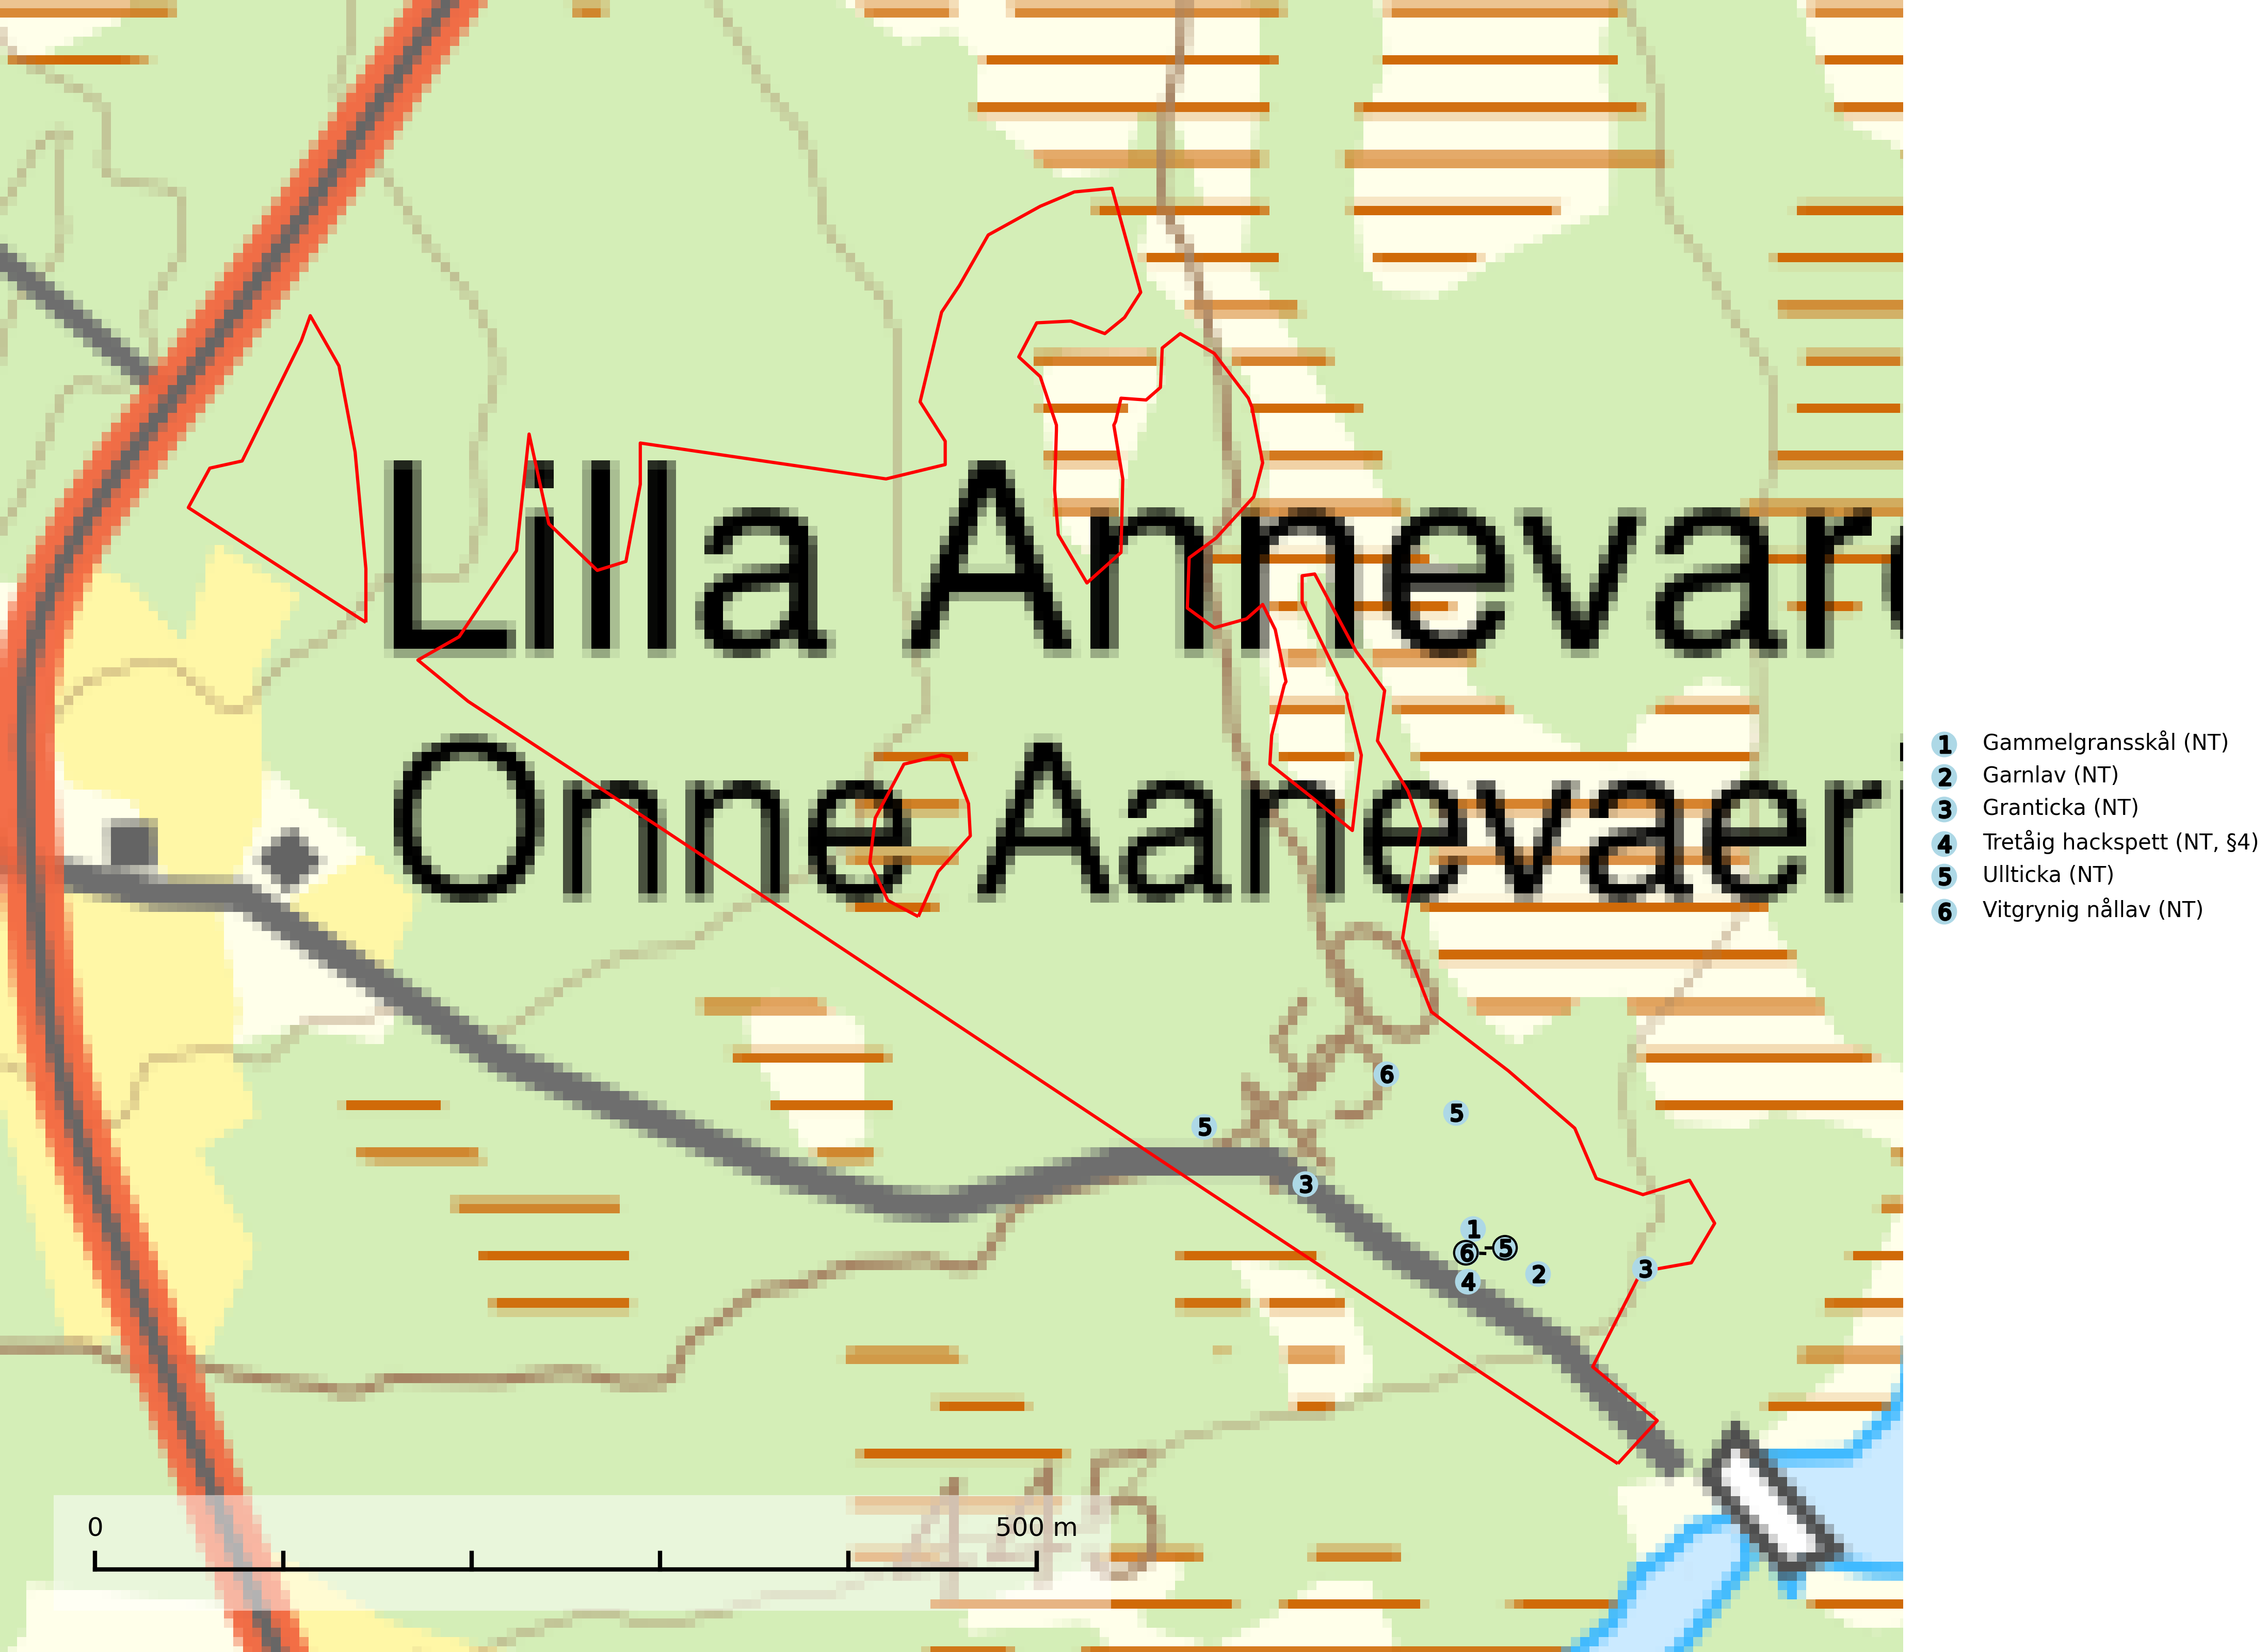 Lilla Annevar
Onne Aanevaer
6
5
5
3
1
6
5
2
3
4
445
0
500 m
1 Gammelgransskål (NT)
2 Garnlav (NT)
3 Granticka (NT)
4 Tretåig hackspett (NT, §4)
5 Ullticka (NT)
6 Vitgrynig nållav (NT)